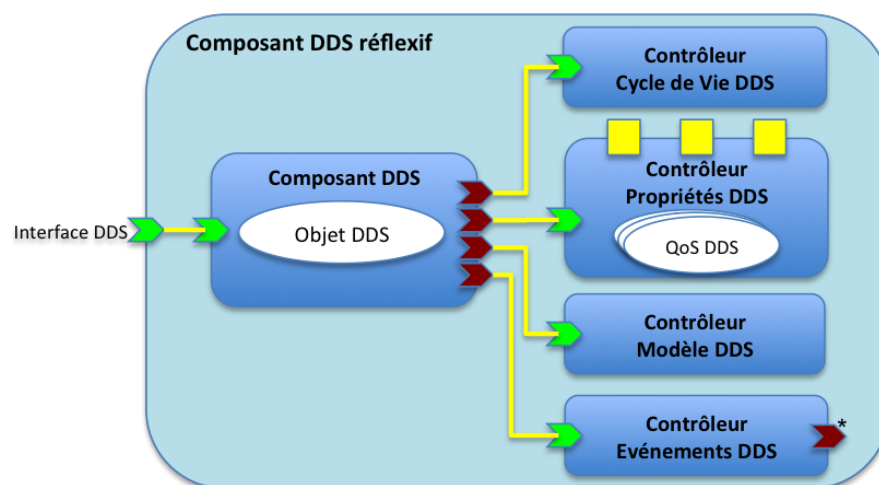 Composant DDS réflexif
Contrôleur
Cycle de Vie DDS
Contrôleur
Propriétés DDS
QoS DDS
Composant DDS
Objet DDS
Interface DDS
Contrôleur
Modèle DDS
Contrôleur
Evénements DDS
*